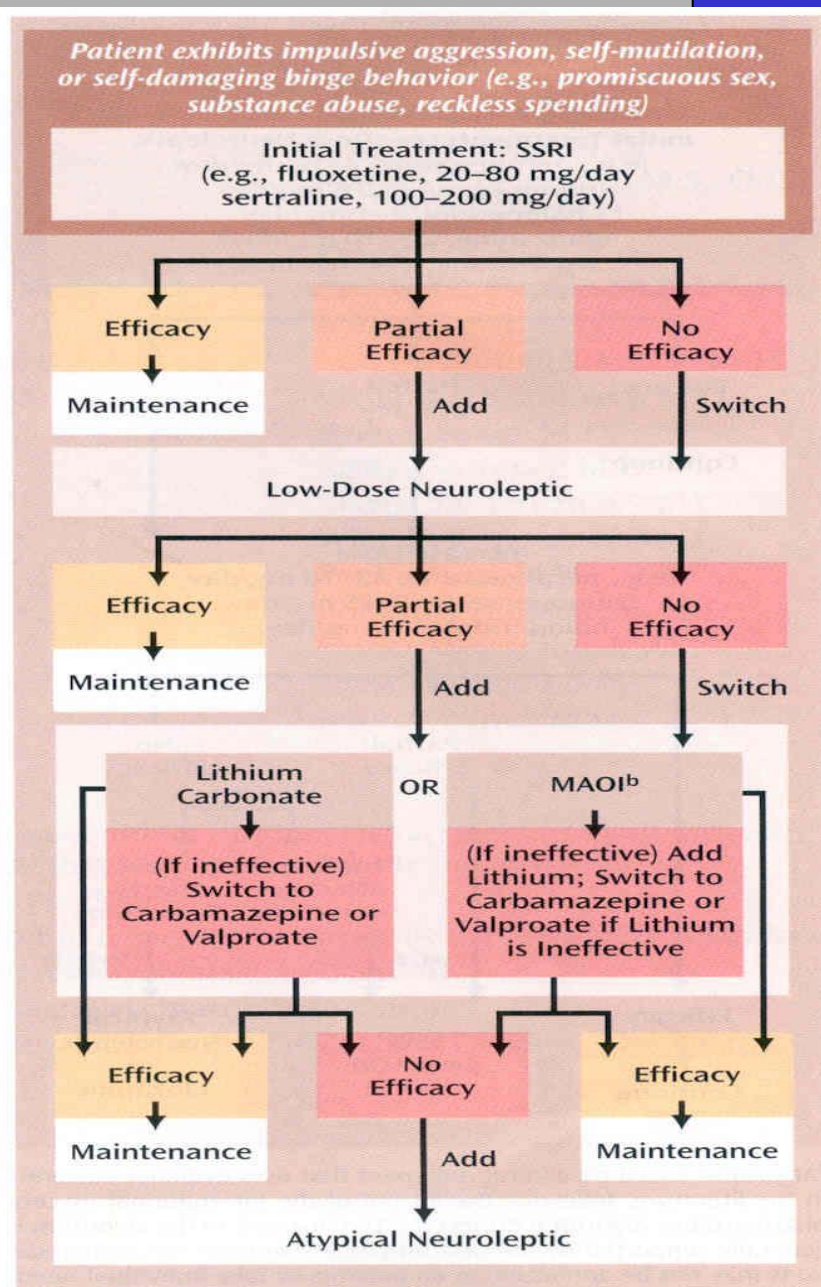 Patient exhibits impulsive aggression, self-mutilation,
or self-damaging binge behavior (e.g., promiscuous sex,
substance abuse, reckless spending)
Initial Treatment: SSRI
(e.g., fluoxetine, 20–80 mg/day
sertraline, 100–200 mg/day)
Efficacy
Partial
Efficacy
No
Efficacy
Maintenance
Add
Switch
Low-Dose Neuroleptic
Efficacy
Partial
Efficacy
No
Efficacy
Maintenance
Add
Switch
Lithium
Carbonate
OR
MAOIb
(If ineffective)
Switch to
Carbamazepine or
Valproate
(If ineffective) Add
Lithium; Switch to
Carbamazepine or
Valproate if Lithium
is Ineffective
Efficacy
No
Efficacy
Efficacy
Maintenance
Add
Maintenance
Atypical Neuroleptic